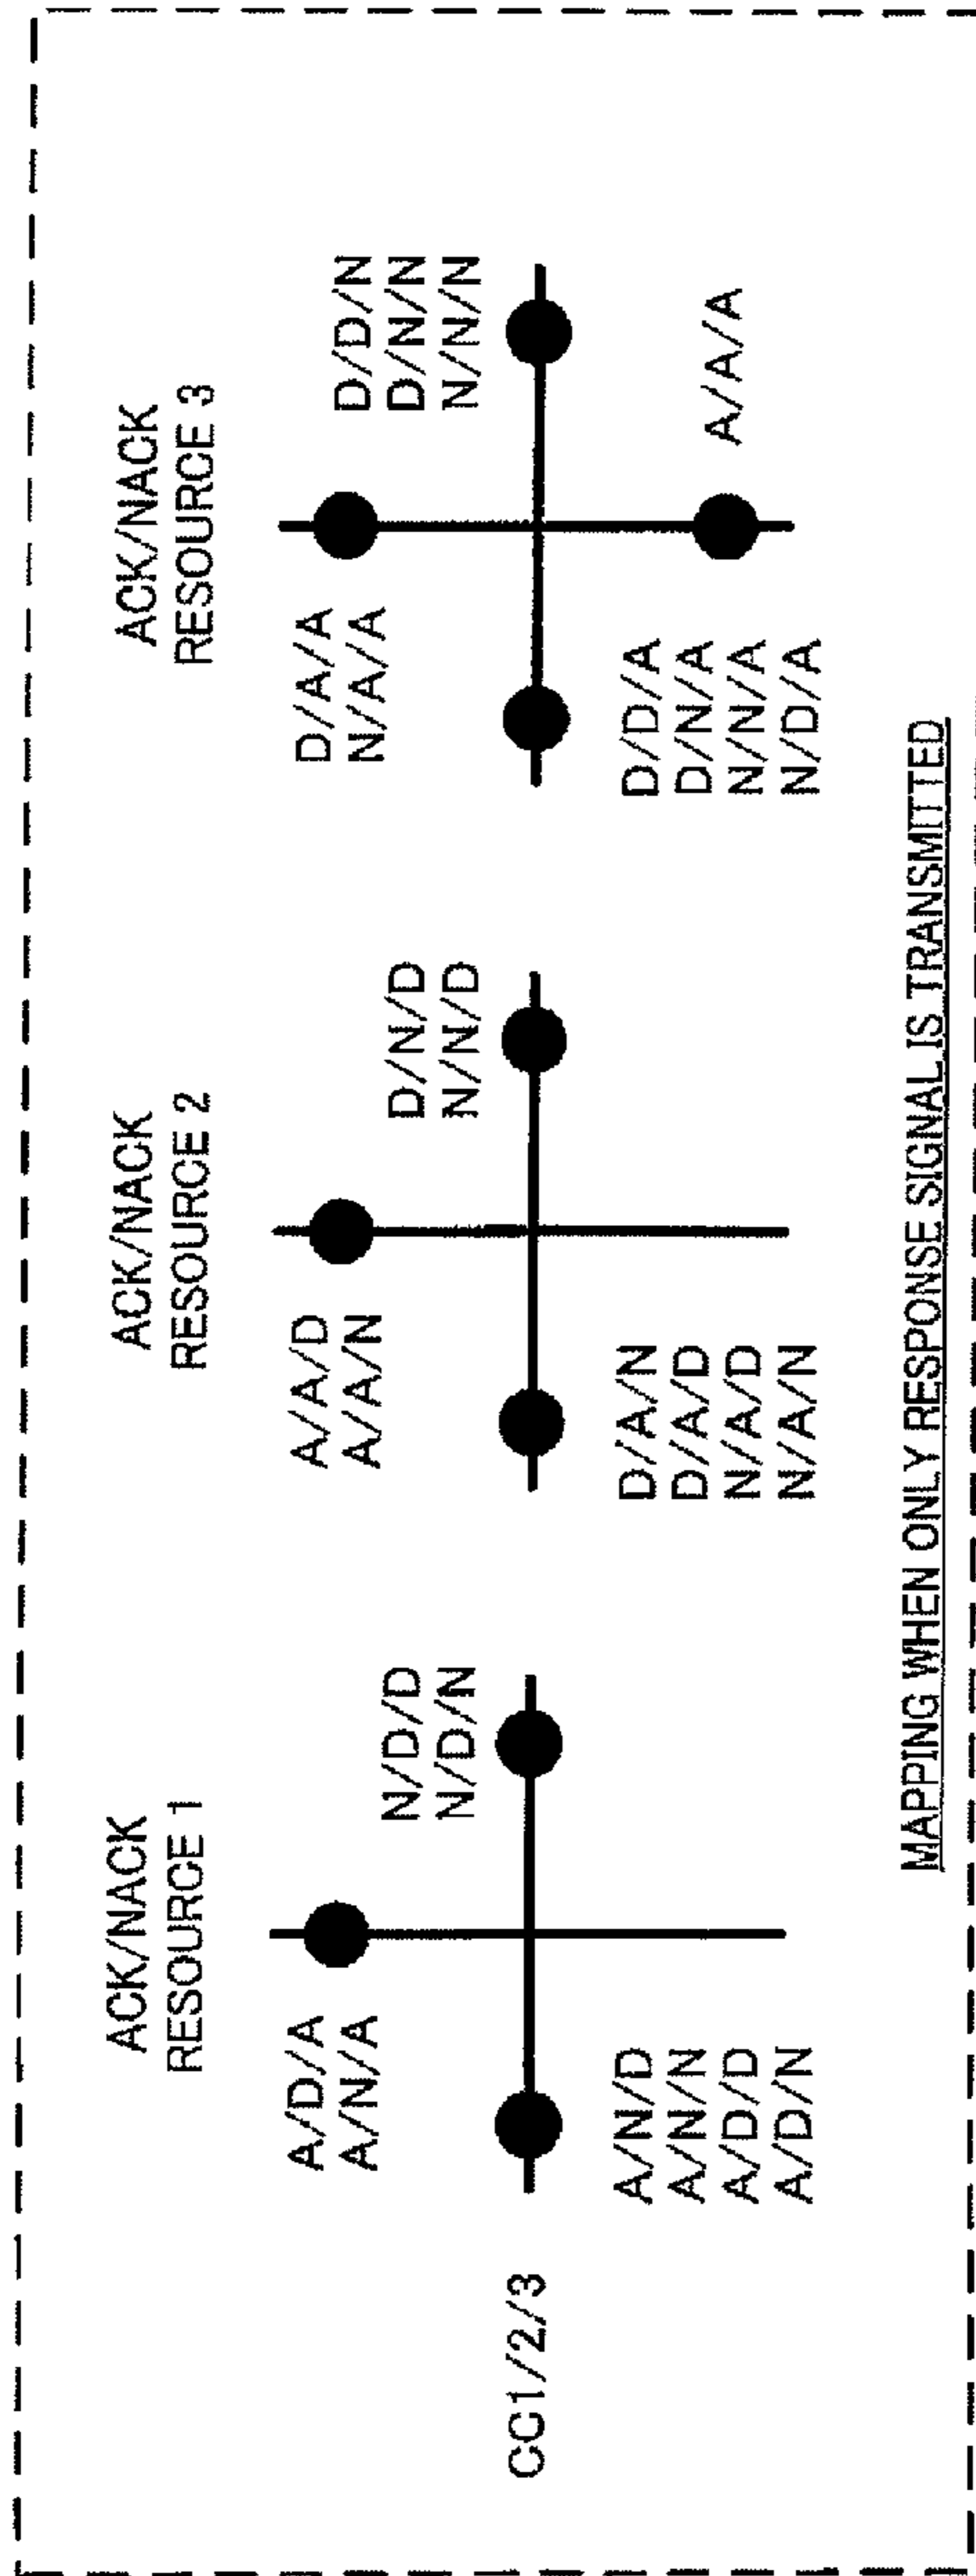 ACK/NACK
RESOURCE 1
A/D/A
A/N/A
N/D/D
N/D/N
CC1/2/3
A/N/D
A/N/N
A/D/D
A/D/N
ACK/NACK
RESOURCE 2
A/A/D
A/A/N
D/N/D
N/N/D
D/A/N
D/A/D
N/A/D
N/A/N
ACK/NACK
RESOURCE 3
D/A/A
N/A/A
D/D/N
D/N/N
N/N/N
D/D/A
D/N/A
N/N/A
N/D/A
A/A/A
MAPPING WHEN ONLY RESPONSE SIGNAL IS TRANSMITTED